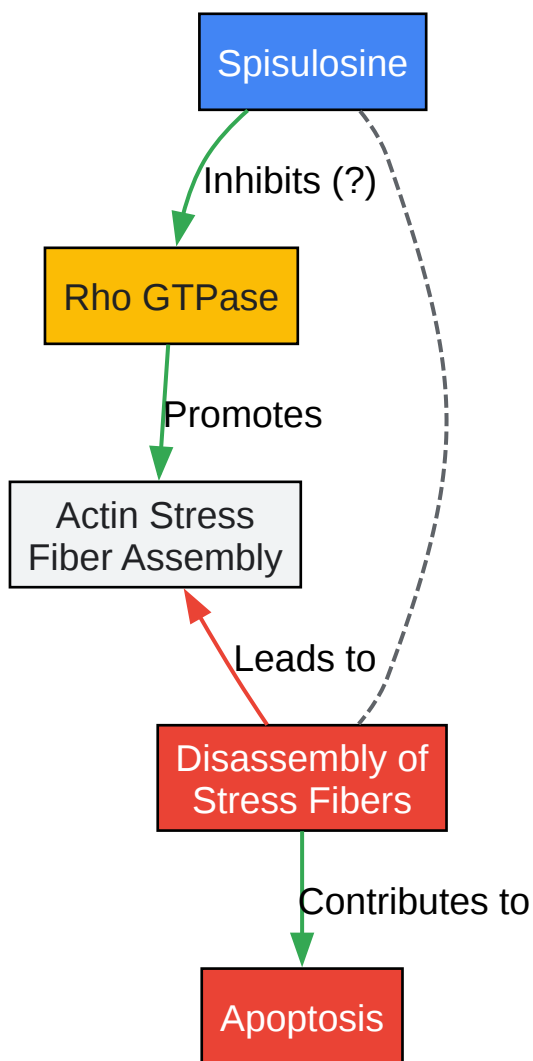 Spisulosine
Inhibits (?)
Rho GTPase
Promotes
Actin Stress
Fiber Assembly
Leads to
Disassembly of
Stress Fibers
Contributes to
Apoptosis